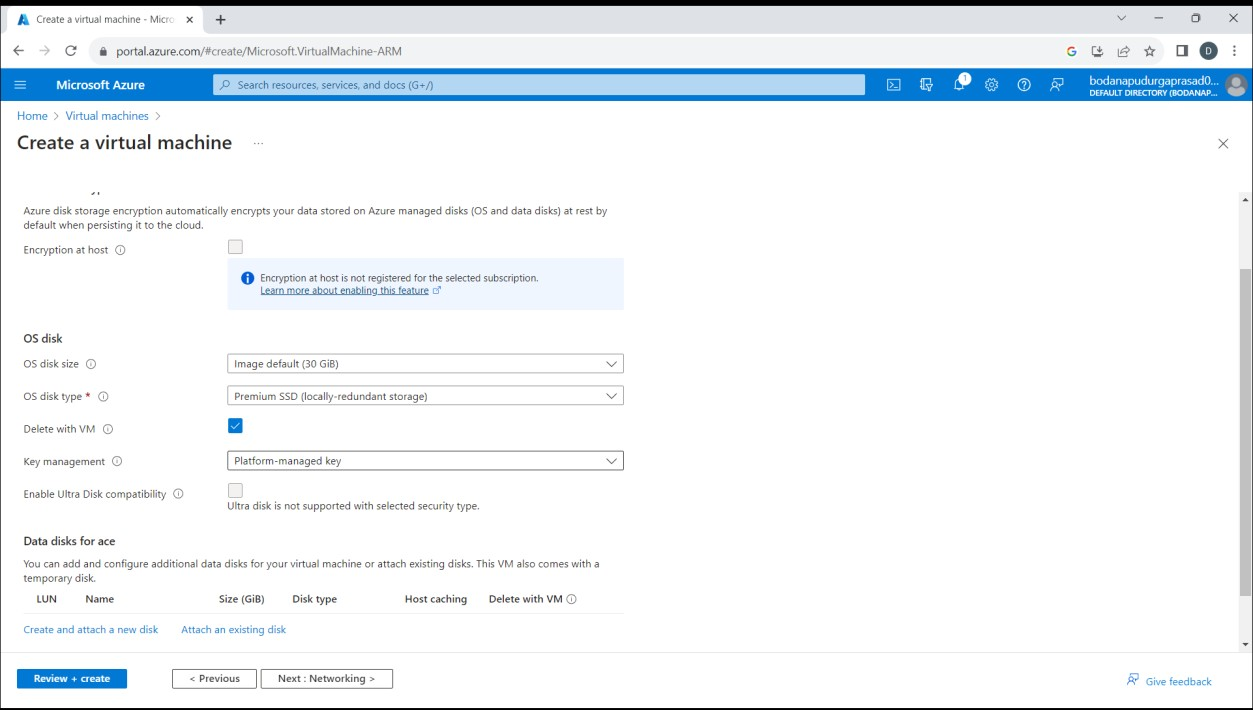 Create a virtual machine - Micro
portal.azure.com/#create/Microsoft.VirtualMachine-ARM
G
D
Microsoft Azure
Search resources, services, and docs (G+/)
1
bodanapudurgaprasad0...
DEFAULT DIRECTORY (BODANAP...
Home > Virtual machines >
Create a virtual machine ...
Azure disk storage encryption automatically encrypts your data stored on Azure managed disks (OS and data disks) at rest by
default when persisting it to the cloud.
Encryption at host
Encryption at host is not registered for the selected subscription.
Learn more about enabling this feature
OS disk
OS disk size
Image default (30 GiB)
OS disk type *
Premium SSD (locally-redundant storage)
Delete with VM
Key management
Platform-managed key
Enable Ultra Disk compatibility
Ultra disk is not supported with selected security type.
Data disks for ace
You can add and configure additional data disks for your virtual machine or attach existing disks. This VM also comes with a
temporary disk.
LUN Name Size (GiB) Disk type Host caching Delete with VM
Create and attach a new disk Attach an existing disk
Review + create < Previous Next : Networking > Give feedback